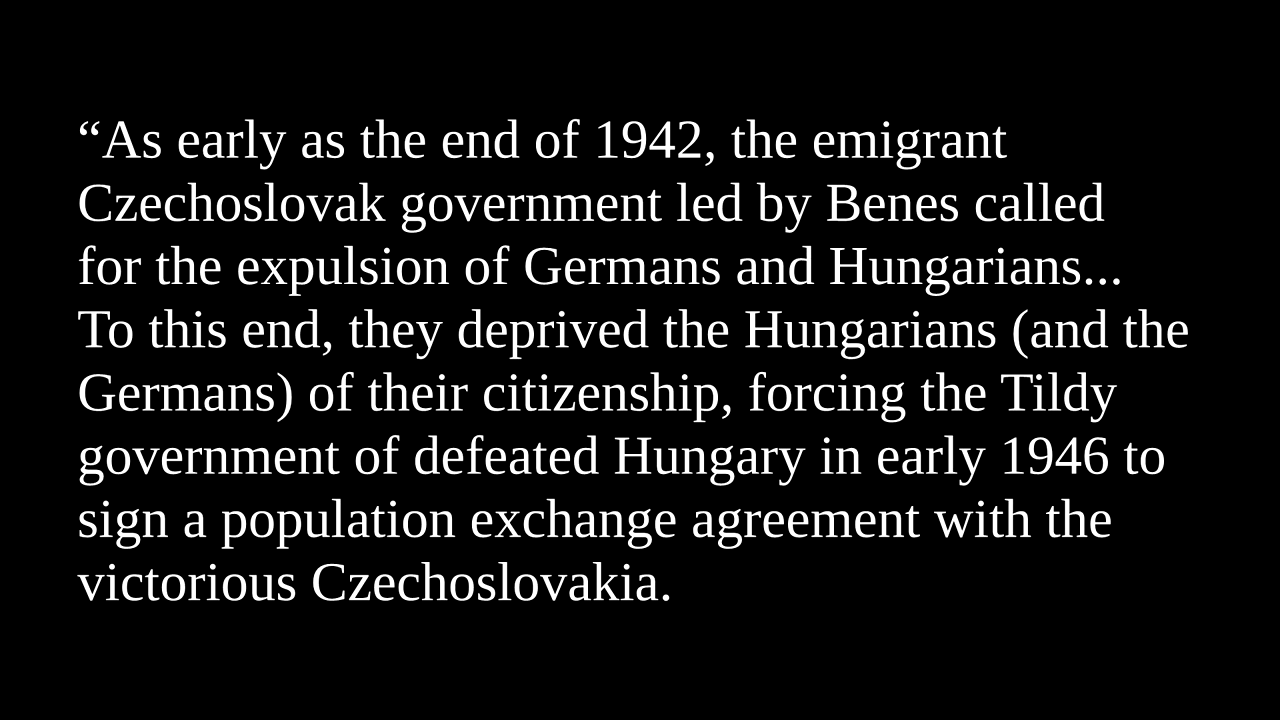 “As early as the end of 1942, the emigrant
Czechoslovak government led by Benes called
for the expulsion of Germans and Hungarians...
To this end, they deprived the Hungarians (and the
Germans) of their citizenship, forcing the Tildy
government of defeated Hungary in early 1946 to
sign a population exchange agreement with the
victorious Czechoslovakia.